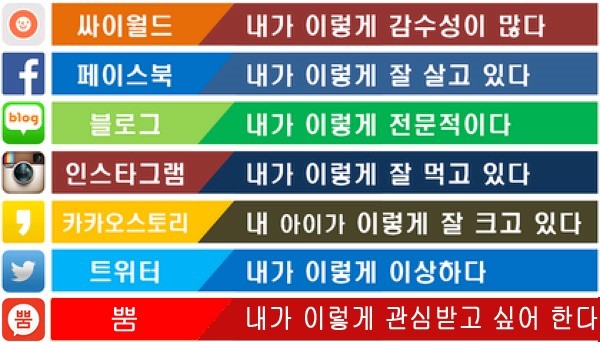 싸이월드 내가 이렇게 감수성이 많다
페이스북 내가 이렇게 잘 살고 있다
blog 블로그 내가 이렇게 전문적이다
인스타그램 내가 이렇게 잘 먹고 있다
카카오스토리 내 아이가 이렇게 잘 크고 있다
트위터 내가 이렇게 이상하다
뿜 뿜 내가 이렇게 관심받고 싶어 한다